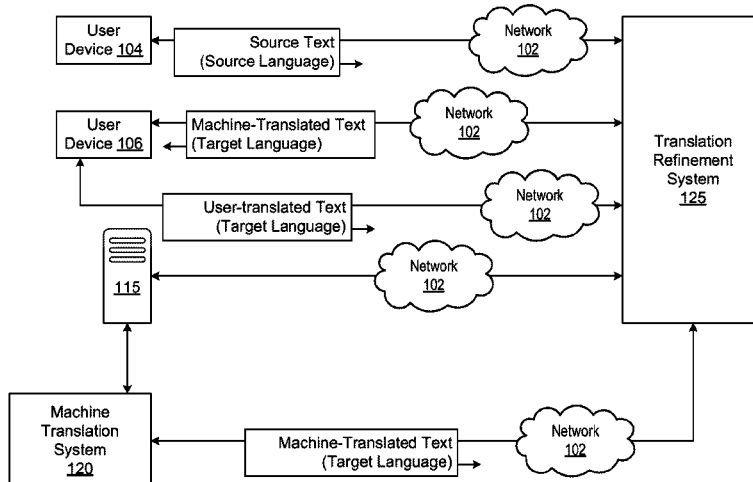 User
Device 104
Source Text
(Source Language)
Network
102
User
Device 106
Machine-Translated Text
(Target Language)
Network
102
Translation
Refinement
System
125
User-translated Text
(Target Language)
Network
102
115
Network
102
Machine
Translation
System
120
Machine-Translated Text
(Target Language)
Network
102